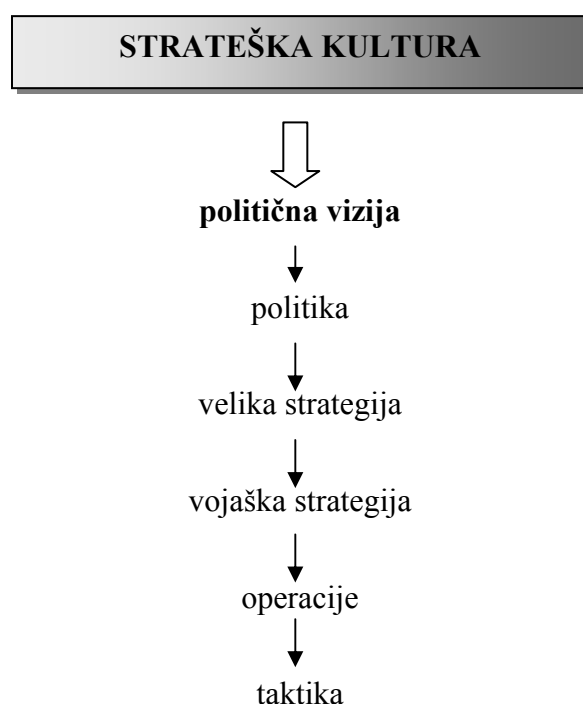 STRATEŠKA KULTURA
politična vizija
politika
velika strategija
vojaška strategija
operacije
taktika